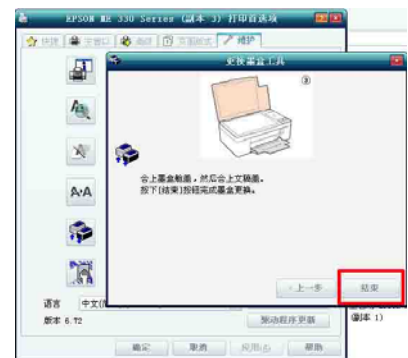 EPSON ME 330 Series (副本 3) 打印首选项
维护
更换墨盒工具
③
合上墨盒舱盖，然后合上文稿盖。
按下[结束]按钮完成墨盒更换。
上一步
结束
语言 中文(
版本 6.72
驱动程序更新
(副本 1)
确定 取消 应用(A) 帮助